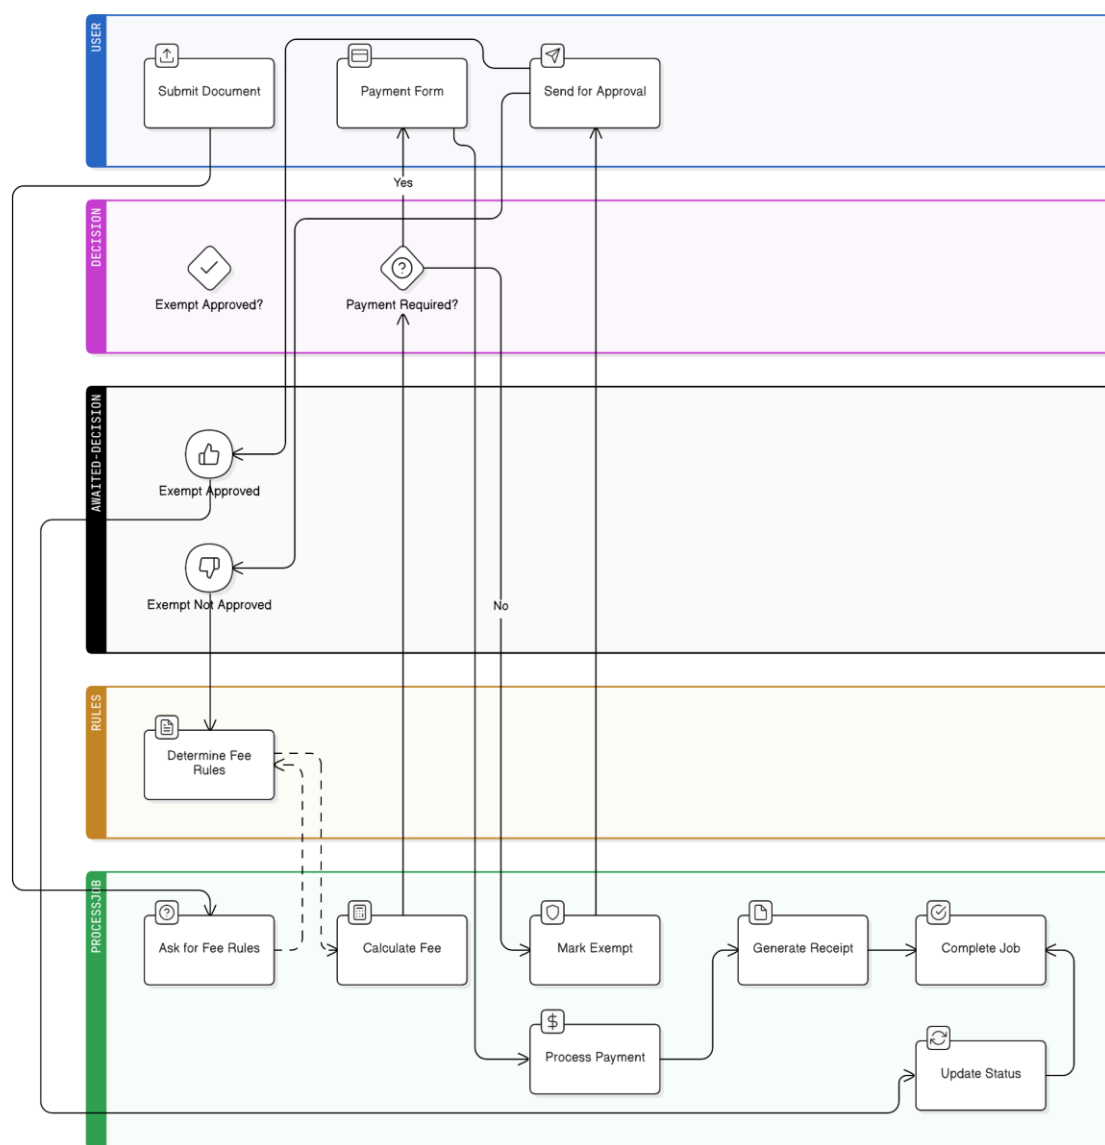 USER
Submit Document
Payment Form
Send for Approval
Yes
DECISION
Exempt Approved?
Payment Required?
AWAITED-DECISION
Exempt Approved
Exempt Not Approved
No
RULES
Determine Fee
Rules
PROCESSJOB
Ask for Fee Rules
Calculate Fee
Mark Exempt
Generate Receipt
Complete Job
Process Payment
Update Status